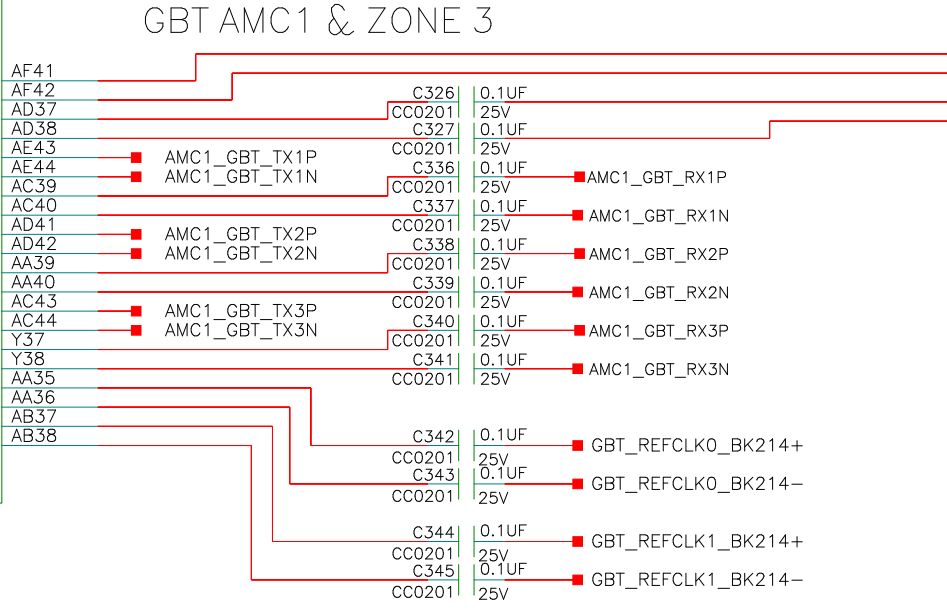 GBT AMC1 & ZONE 3
AF41
AF42
AD37
AD38
AE43
AE44
AC39
AC40
AD41
AD42
AA39
AA40
AC43
AC44
Y37
Y38
AA35
AA36
AB37
AB38
AMC1_GBT_TX1P
AMC1_GBT_TX1N
AMC1_GBT_TX2P
AMC1_GBT_TX2N
AMC1_GBT_TX3P
AMC1_GBT_TX3N
C326 0.1UF
CC0201 25V
C327 0.1UF
CC0201 25V
C336 0.1UF
CC0201 25V
AMC1_GBT_RX1P
C337 0.1UF
CC0201 25V
AMC1_GBT_RX1N
C338 0.1UF
CC0201 25V
AMC1_GBT_RX2P
C339 0.1UF
CC0201 25V
AMC1_GBT_RX2N
C340 0.1UF
CC0201 25V
AMC1_GBT_RX3P
C341 0.1UF
CC0201 25V
AMC1_GBT_RX3N
C342 0.1UF
CC0201 25V
GBT_REFCLK0_BK214+
C343 0.1UF
CC0201 25V
GBT_REFCLK0_BK214-
C344 0.1UF
CC0201 25V
GBT_REFCLK1_BK214+
C345 0.1UF
CC0201 25V
GBT_REFCLK1_BK214-